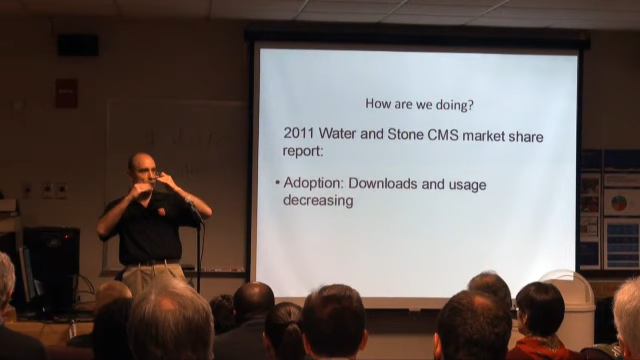 How are we doing?
2011 Water and Stone CMS market share
report:
• Adoption: Downloads and usage
decreasing